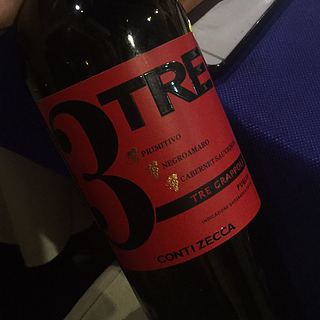 3 TRE
PRIMITIVO
NEGROAMARO
CABERNET SAUVIGNON
TRE GRAPPOLI
CONTI ZECCA